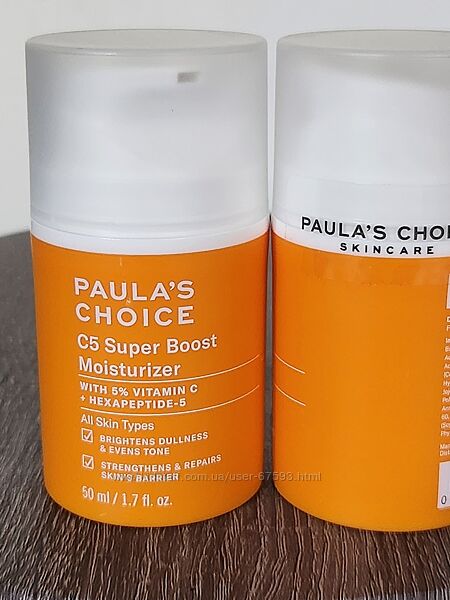 PAULA'S
CHOICE
C5 Super Boost
Moisturizer
WITH 5% VITAMIN C
+ HEXAPEPTIDE-5
All Skin Types
BRIGHTENS DULLNESS
& EVENS TONE
STRENGTHENS & REPAIRS
SKIN'S BARRIER
50 ml / 1.7 fl. oz.
PAULA'S CHOI
SKINCARE